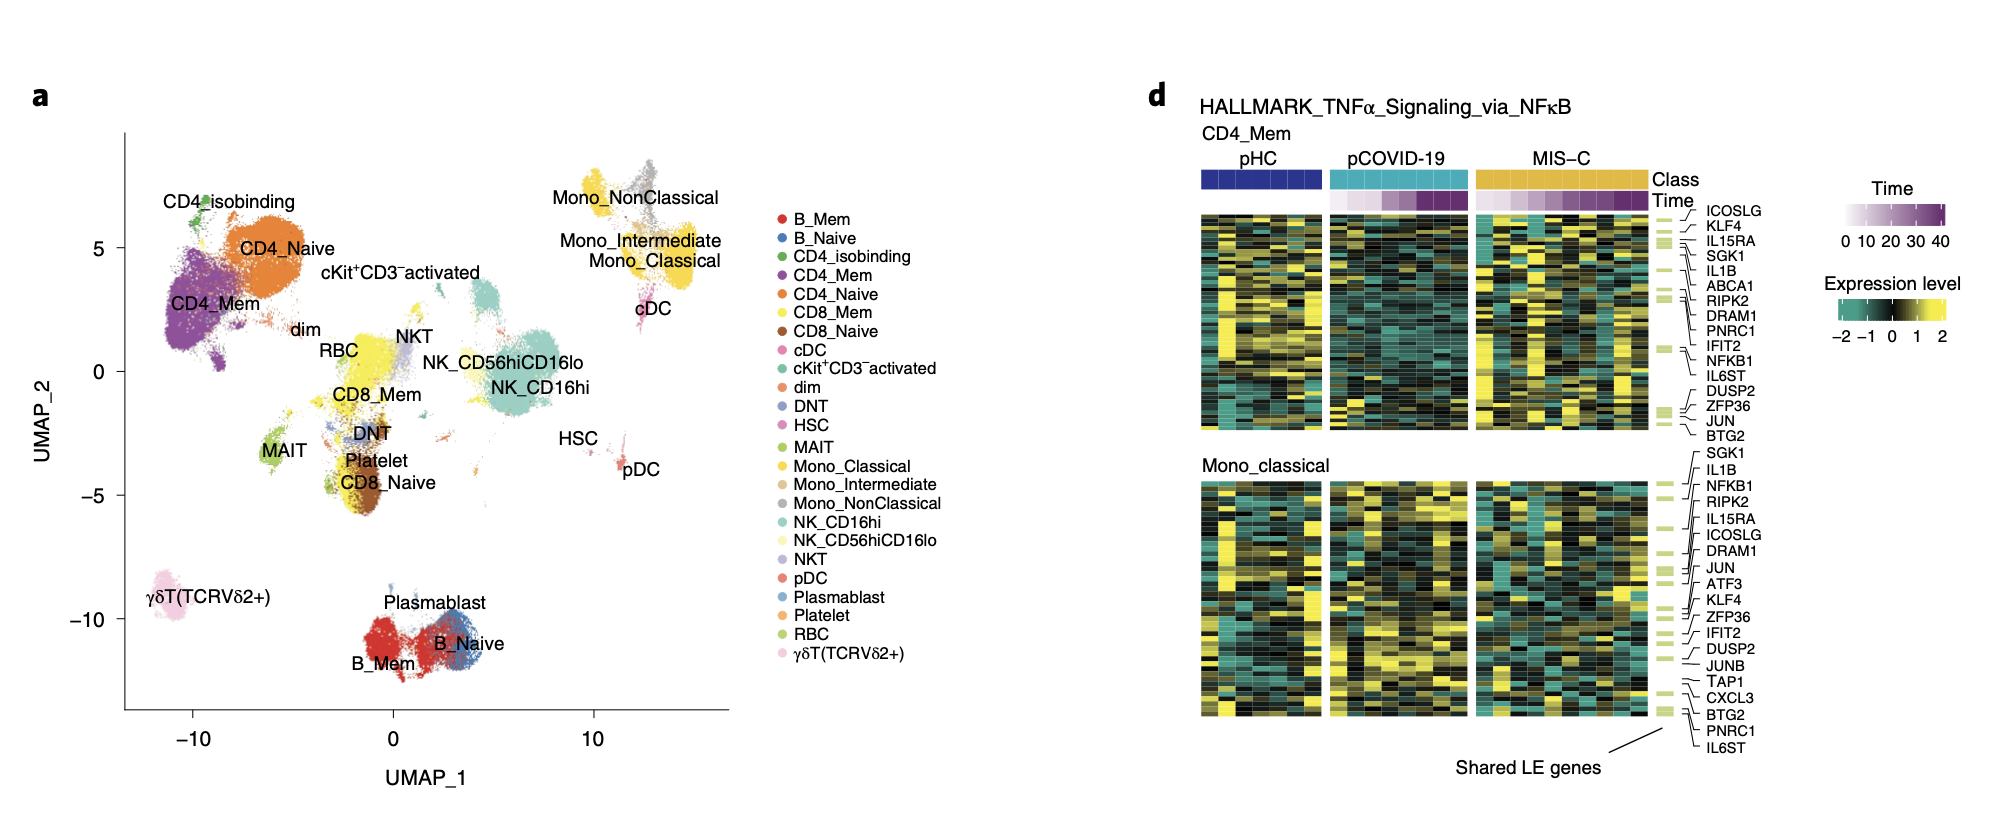 a
CD4_isobinding
CD4_Naive
cKit⁺CD3⁻activated
CD4_Mem
dim
RBC
NKT
NK_CD56hiCD16lo
NK_CD16hi
CD8_Mem
DNT
MAIT
Platelet
CD8_Naive
Mono_NonClassical
Mono_Intermediate
Mono_Classical
cDC
HSC
pDC
γδT(TCRVδ2+)
Plasmablast
B_Naive
B_Mem
5
0
−5
−10
UMAP_2
−10
0
10
UMAP_1
B_Mem
B_Naive
CD4_isobinding
CD4_Mem
CD4_Naive
CD8_Mem
CD8_Naive
cDC
cKit⁺CD3⁻activated
dim
DNT
HSC
MAIT
Mono_Classical
Mono_Intermediate
Mono_NonClassical
NK_CD16hi
NK_CD56hiCD16lo
NKT
pDC
Plasmablast
Platelet
RBC
γδT(TCRVδ2+)
d
HALLMARK_TNFα_Signaling_via_NFκB
CD4_Mem
pHC
pCOVID-19
MIS−C
Class
Time
ICOSLG
KLF4
IL15RA
SGK1
IL1B
ABCA1
RIPK2
DRAM1
PNRC1
IFIT2
NFKB1
IL6ST
DUSP2
ZFP36
JUN
BTG2
Mono_classical
SGK1
IL1B
NFKB1
RIPK2
IL15RA
ICOSLG
DRAM1
JUN
ATF3
KLF4
ZFP36
IFIT2
DUSP2
JUNB
TAP1
CXCL3
BTG2
PNRC1
IL6ST
Shared LE genes
Time
0 10 20 30 40
Expression level
−2 −1 0 1 2